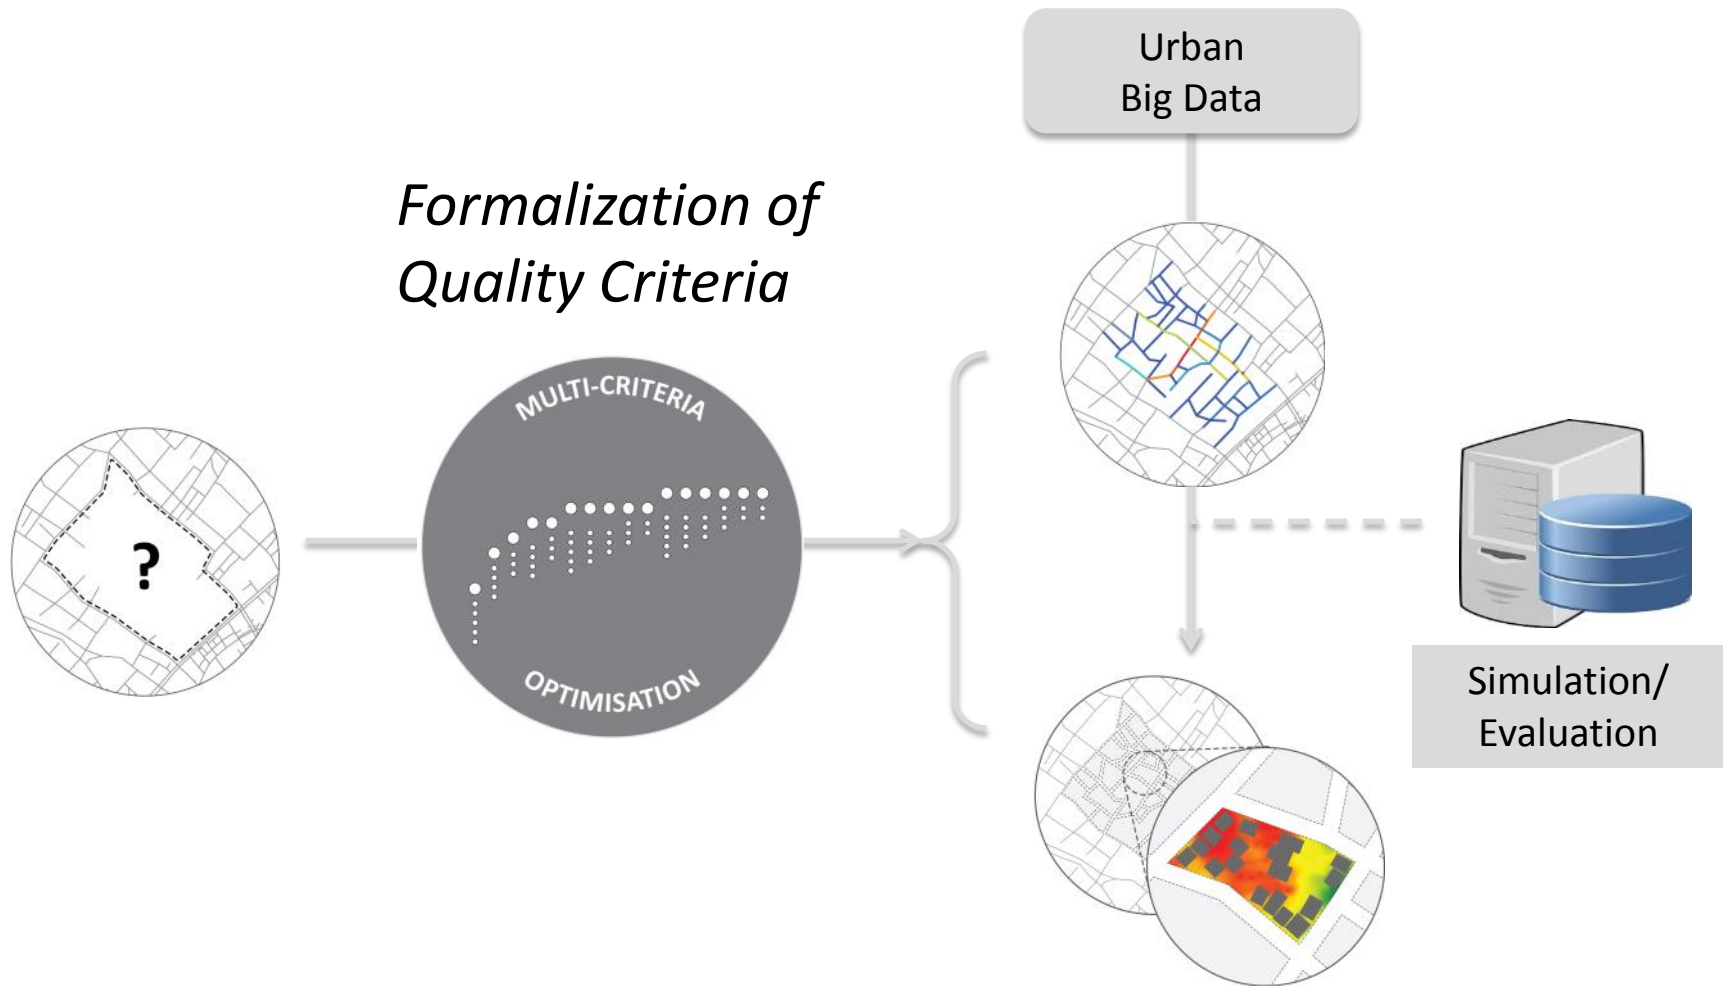 Urban
Big Data
Formalization of
Quality Criteria
MULTI-CRITERIA
OPTIMISATION
?
Simulation/
Evaluation